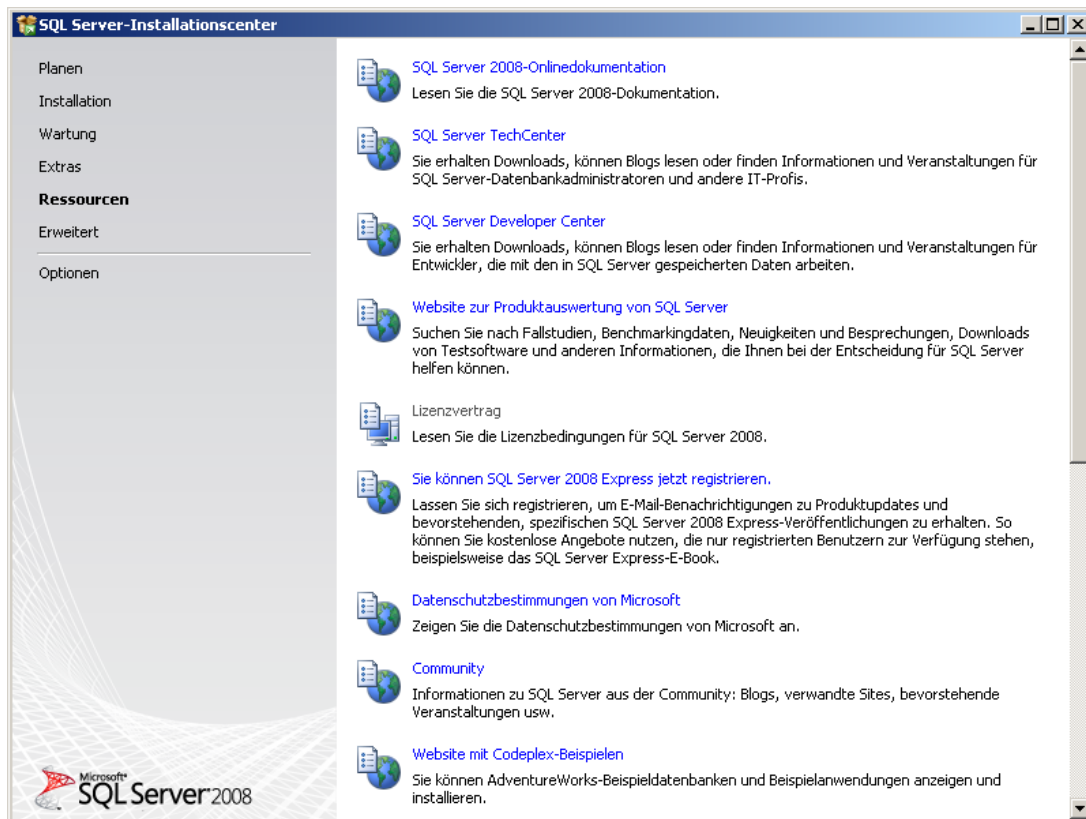 SQL Server-Installationscenter
Planen
Installation
Wartung
Extras
Ressourcen
Erweitert
Optionen
SQL Server 2008-Onlinedokumentation
Lesen Sie die SQL Server 2008-Dokumentation.
SQL Server TechCenter
Sie erhalten Downloads, können Blogs lesen oder finden Informationen und Veranstaltungen für
SQL Server-Datenbankadministratoren und andere IT-Profis.
SQL Server Developer Center
Sie erhalten Downloads, können Blogs lesen oder finden Informationen und Veranstaltungen für
Entwickler, die mit den in SQL Server gespeicherten Daten arbeiten.
Website zur Produktauswertung von SQL Server
Suchen Sie nach Fallstudien, Benchmarkingdaten, Neuigkeiten und Besprechungen, Downloads
von Testsoftware und anderen Informationen, die Ihnen bei der Entscheidung für SQL Server
helfen können.
Lizenzvertrag
Lesen Sie die Lizenzbedingungen für SQL Server 2008.
Sie können SQL Server 2008 Express jetzt registrieren.
Lassen Sie sich registrieren, um E-Mail-Benachrichtigungen zu Produktupdates und
bevorstehenden, spezifischen SQL Server 2008 Express-Veröffentlichungen zu erhalten. So
können Sie kostenlose Angebote nutzen, die nur registrierten Benutzern zur Verfügung stehen,
beispielsweise das SQL Server Express-E-Book.
Datenschutzbestimmungen von Microsoft
Zeigen Sie die Datenschutzbestimmungen von Microsoft an.
Community
Informationen zu SQL Server aus der Community: Blogs, verwandte Sites, bevorstehende
Veranstaltungen usw.
Website mit Codeplex-Beispielen
Sie können AdventureWorks-Beispieldatenbanken und Beispielanwendungen anzeigen und
installieren.
Microsoft
SQL Server 2008